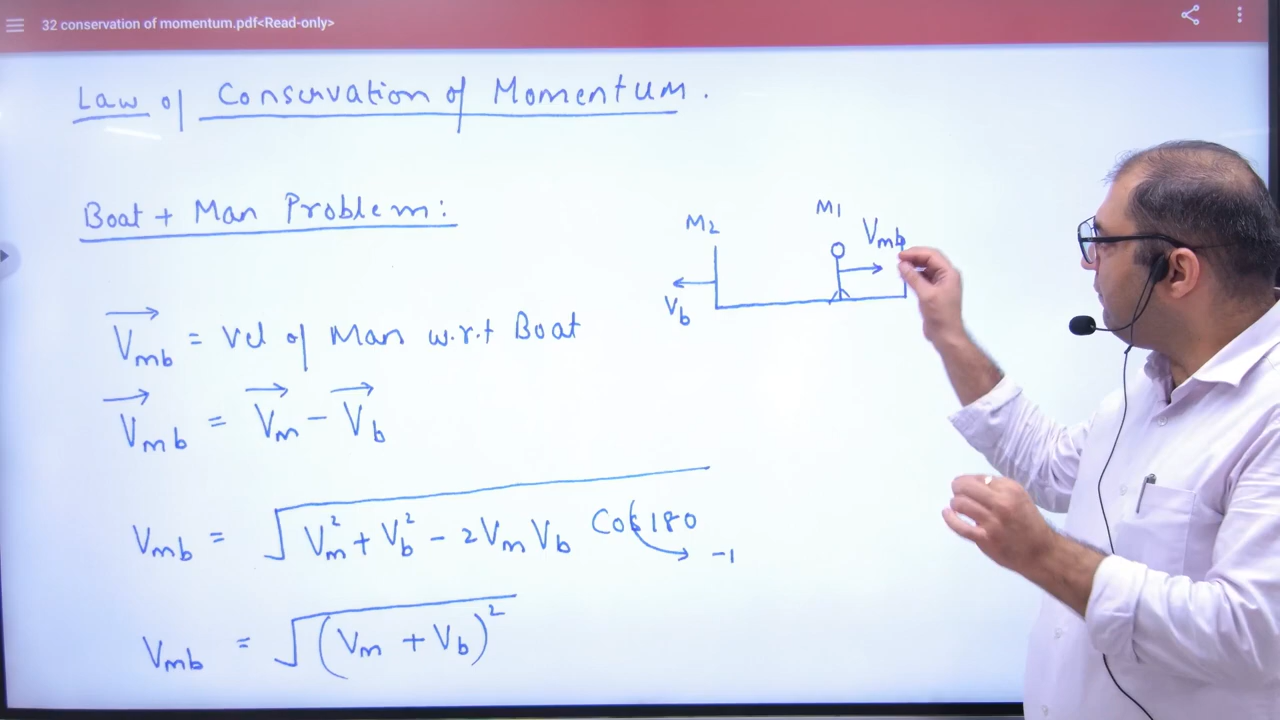 32 conservation of momentum.pdf<Read-only>
Law of Conservation of Momentum.
Boat + Man Problem:
M2
M1
Vmb
Vb
Vmb = Vel of Man w.r.t Boat
Vmb = Vm - Vb
Vmb = √Vm² + Vb² - 2VmVb Cos180
-1
Vmb = √(Vm + Vb)²